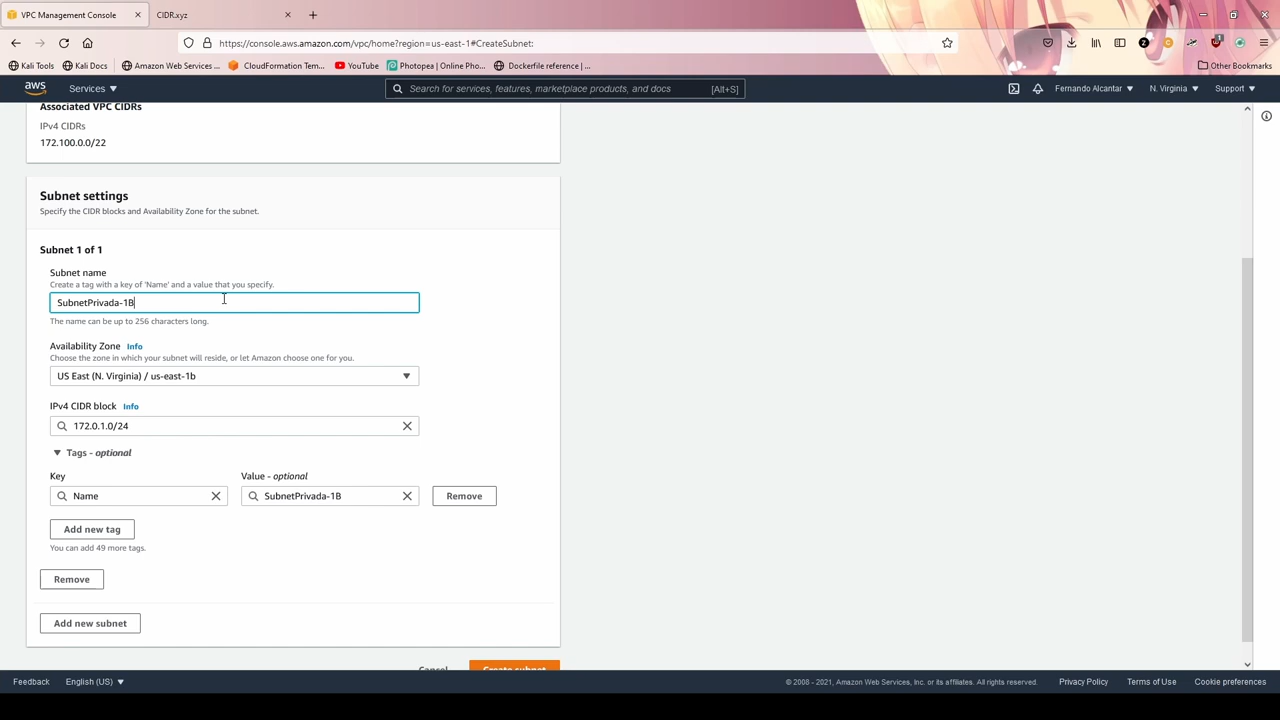 VPC Management Console
CIDR.xyz
https://console.aws.amazon.com/vpc/home?region=us-east-1#CreateSubnet:
Kali Tools
Kali Docs
Amazon Web Services ...
CloudFormation Tem...
YouTube
Photopea | Online Pho...
Dockerfile reference | ...
Other Bookmarks
aws
Services
Search for services, features, marketplace products, and docs
[Alt+S]
Fernando Alcantar
N. Virginia
Support
Associated VPC CIDRs
IPv4 CIDRs
172.100.0.0/22
Subnet settings
Specify the CIDR blocks and Availability Zone for the subnet.
Subnet 1 of 1
Subnet name
Create a tag with a key of 'Name' and a value that you specify.
SubnetPrivada-1B
The name can be up to 256 characters long.
Availability Zone Info
Choose the zone in which your subnet will reside, or let Amazon choose one for you.
US East (N. Virginia) / us-east-1b
IPv4 CIDR block Info
172.0.1.0/24
Tags - optional
Key
Value - optional
Name
SubnetPrivada-1B
Remove
Add new tag
You can add 49 more tags.
Remove
Add new subnet
Cancel
Create subnet
Feedback
English (US)
© 2008 - 2021, Amazon Web Services, Inc. or its affiliates. All rights reserved.
Privacy Policy
Terms of Use
Cookie preferences